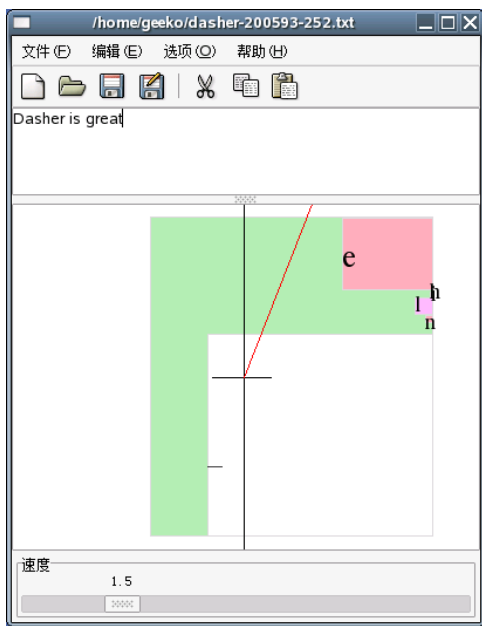 /home/geeko/dasher-200593-252.txt
文件(F) 编辑(E) 选项(O) 帮助(H)
Dasher is great
e
h
l
n
速度
1.5